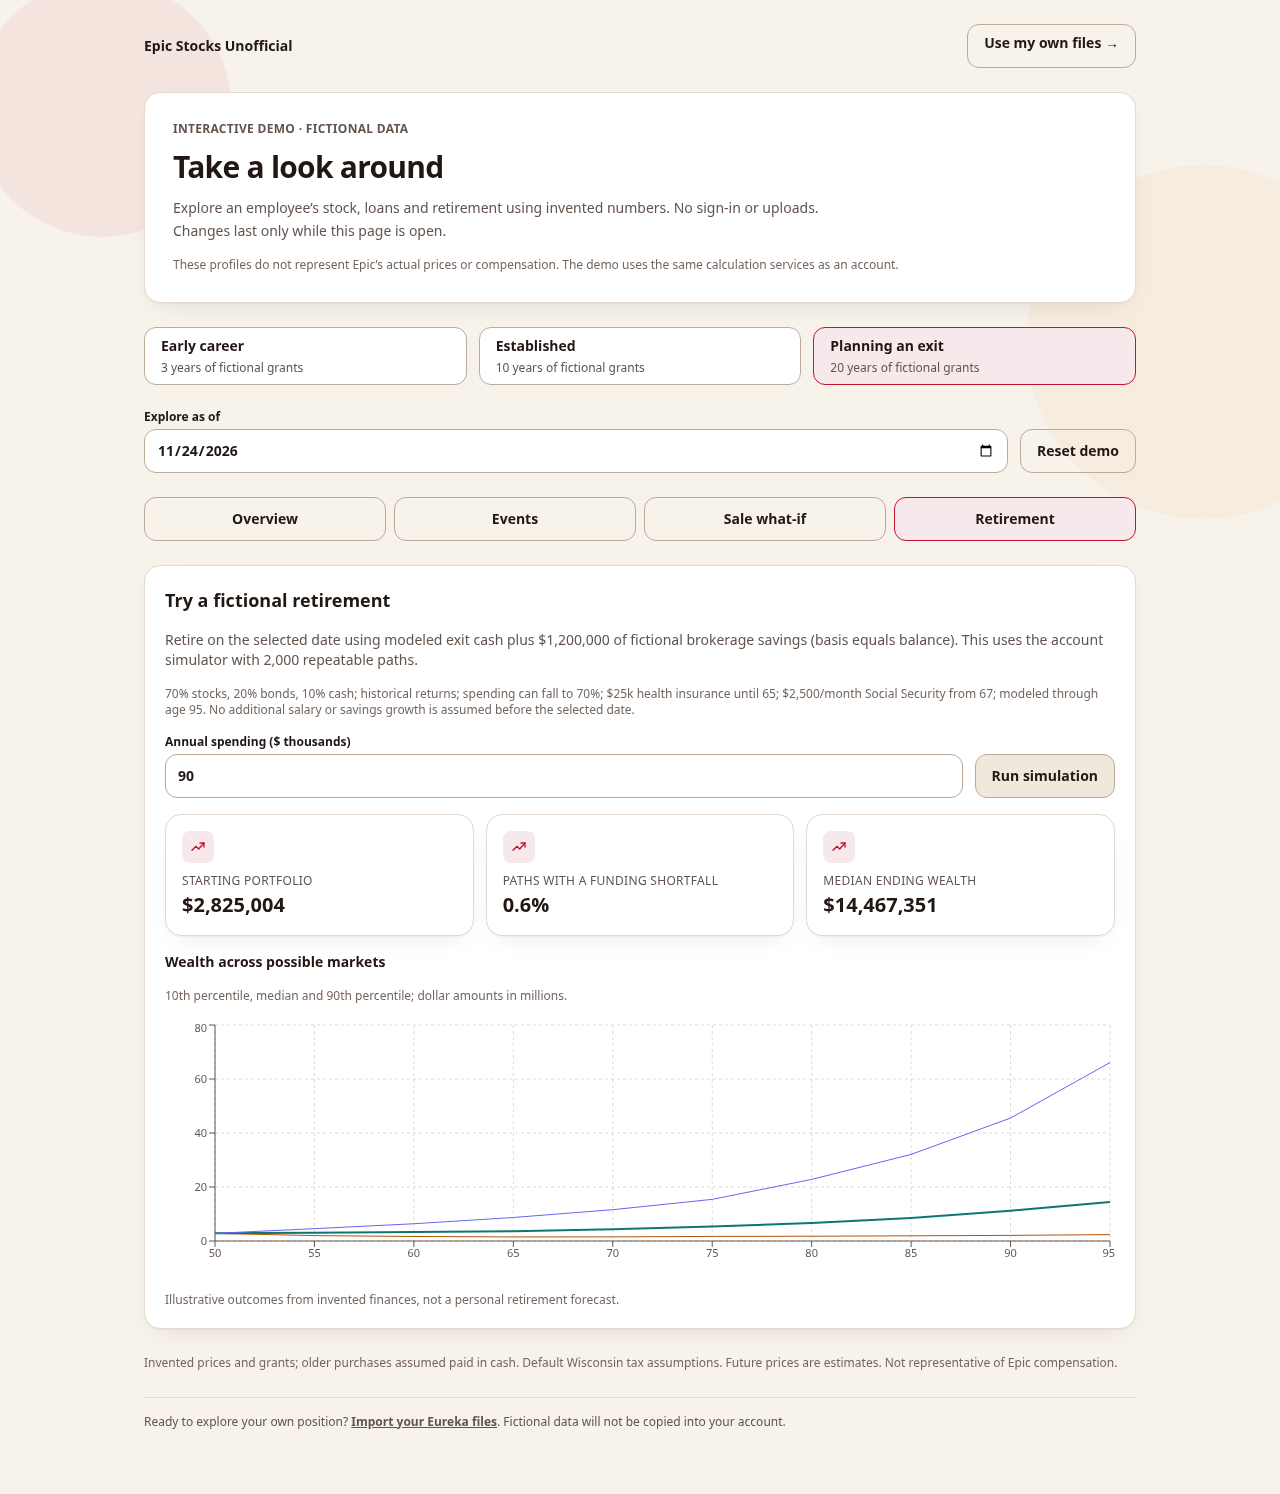 Epic Stocks Unofficial
Use my own files →
INTERACTIVE DEMO · FICTIONAL DATA
Take a look around
Explore an employee’s stock, loans and retirement using invented numbers. No sign-in or uploads.
Changes last only while this page is open.
These profiles do not represent Epic’s actual prices or compensation. The demo uses the same calculation services as an account.
Early career
3 years of fictional grants
Established
10 years of fictional grants
Planning an exit
20 years of fictional grants
Explore as of
11/24/2026
Reset demo
Overview
Events
Sale what-if
Retirement
Try a fictional retirement
Retire on the selected date using modeled exit cash plus $1,200,000 of fictional brokerage savings (basis equals balance). This uses the account
simulator with 2,000 repeatable paths.
70% stocks, 20% bonds, 10% cash; historical returns; spending can fall to 70%; $25k health insurance until 65; $2,500/month Social Security from 67; modeled through
age 95. No additional salary or savings growth is assumed before the selected date.
Annual spending ($ thousands)
90
Run simulation
STARTING PORTFOLIO
$2,825,004
PATHS WITH A FUNDING SHORTFALL
0.6%
MEDIAN ENDING WEALTH
$14,467,351
Wealth across possible markets
10th percentile, median and 90th percentile; dollar amounts in millions.
80
60
40
20
0
50 55 60 65 70 75 80 85 90 95
Illustrative outcomes from invented finances, not a personal retirement forecast.
Invented prices and grants; older purchases assumed paid in cash. Default Wisconsin tax assumptions. Future prices are estimates. Not representative of Epic compensation.
Ready to explore your own position? Import your Eureka files. Fictional data will not be copied into your account.